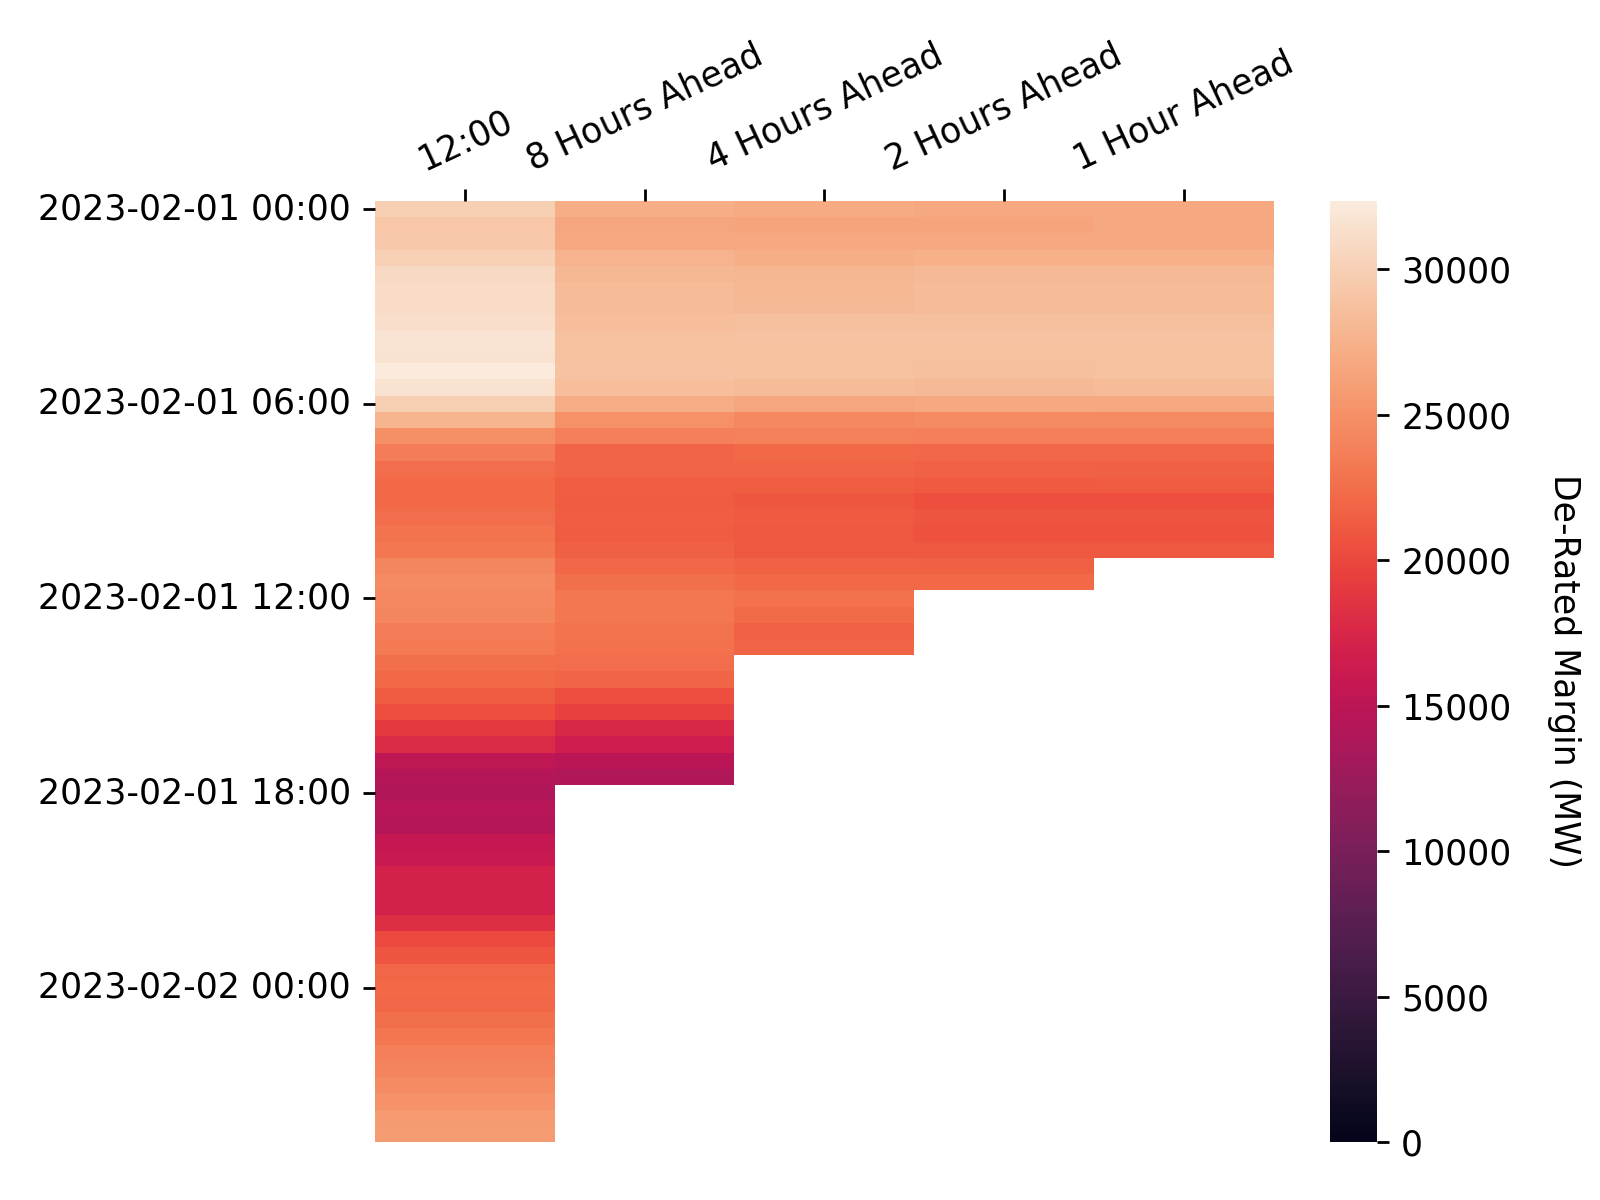 12:00
8 Hours Ahead
4 Hours Ahead
2 Hours Ahead
1 Hour Ahead
2023-02-01 00:00
2023-02-01 06:00
2023-02-01 12:00
2023-02-01 18:00
2023-02-02 00:00
30000
25000
20000
15000
10000
5000
0
De-Rated Margin (MW)